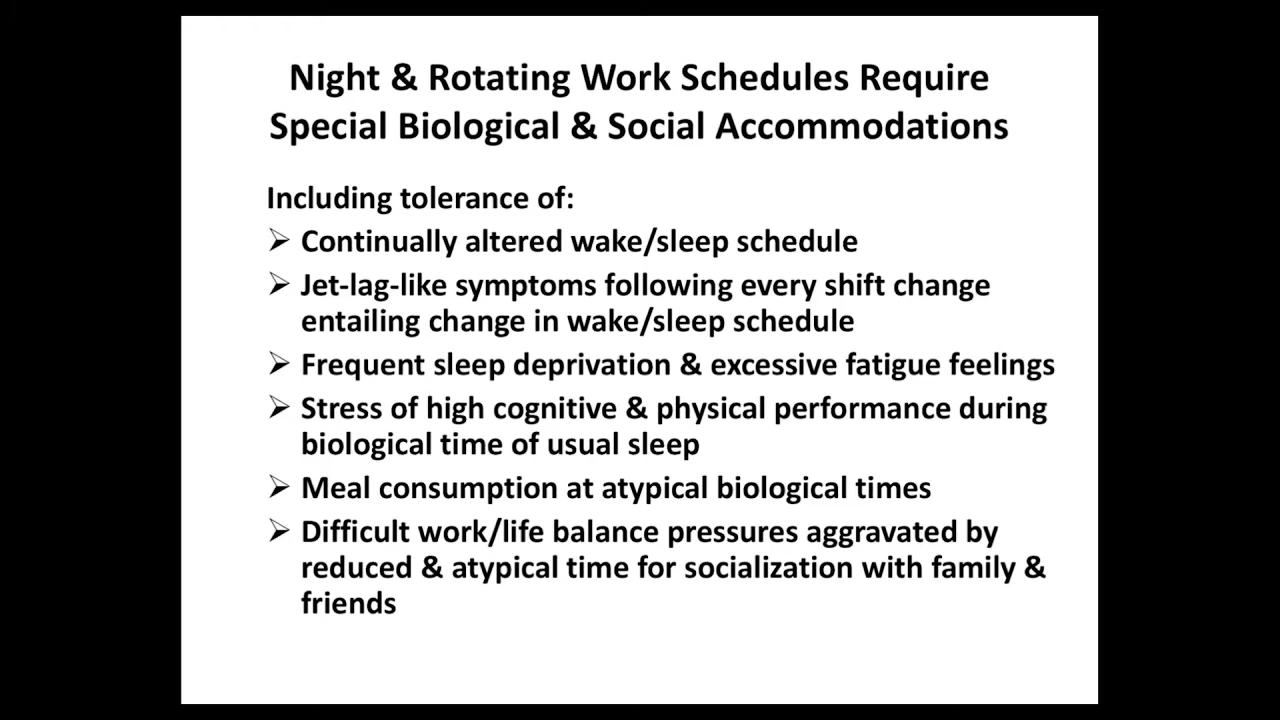 Night & Rotating Work Schedules Require
Special Biological & Social Accommodations
Including tolerance of:
➢ Continually altered wake/sleep schedule
➢ Jet-lag-like symptoms following every shift change
entailing change in wake/sleep schedule
➢ Frequent sleep deprivation & excessive fatigue feelings
➢ Stress of high cognitive & physical performance during
biological time of usual sleep
➢ Meal consumption at atypical biological times
➢ Difficult work/life balance pressures aggravated by
reduced & atypical time for socialization with family &
friends